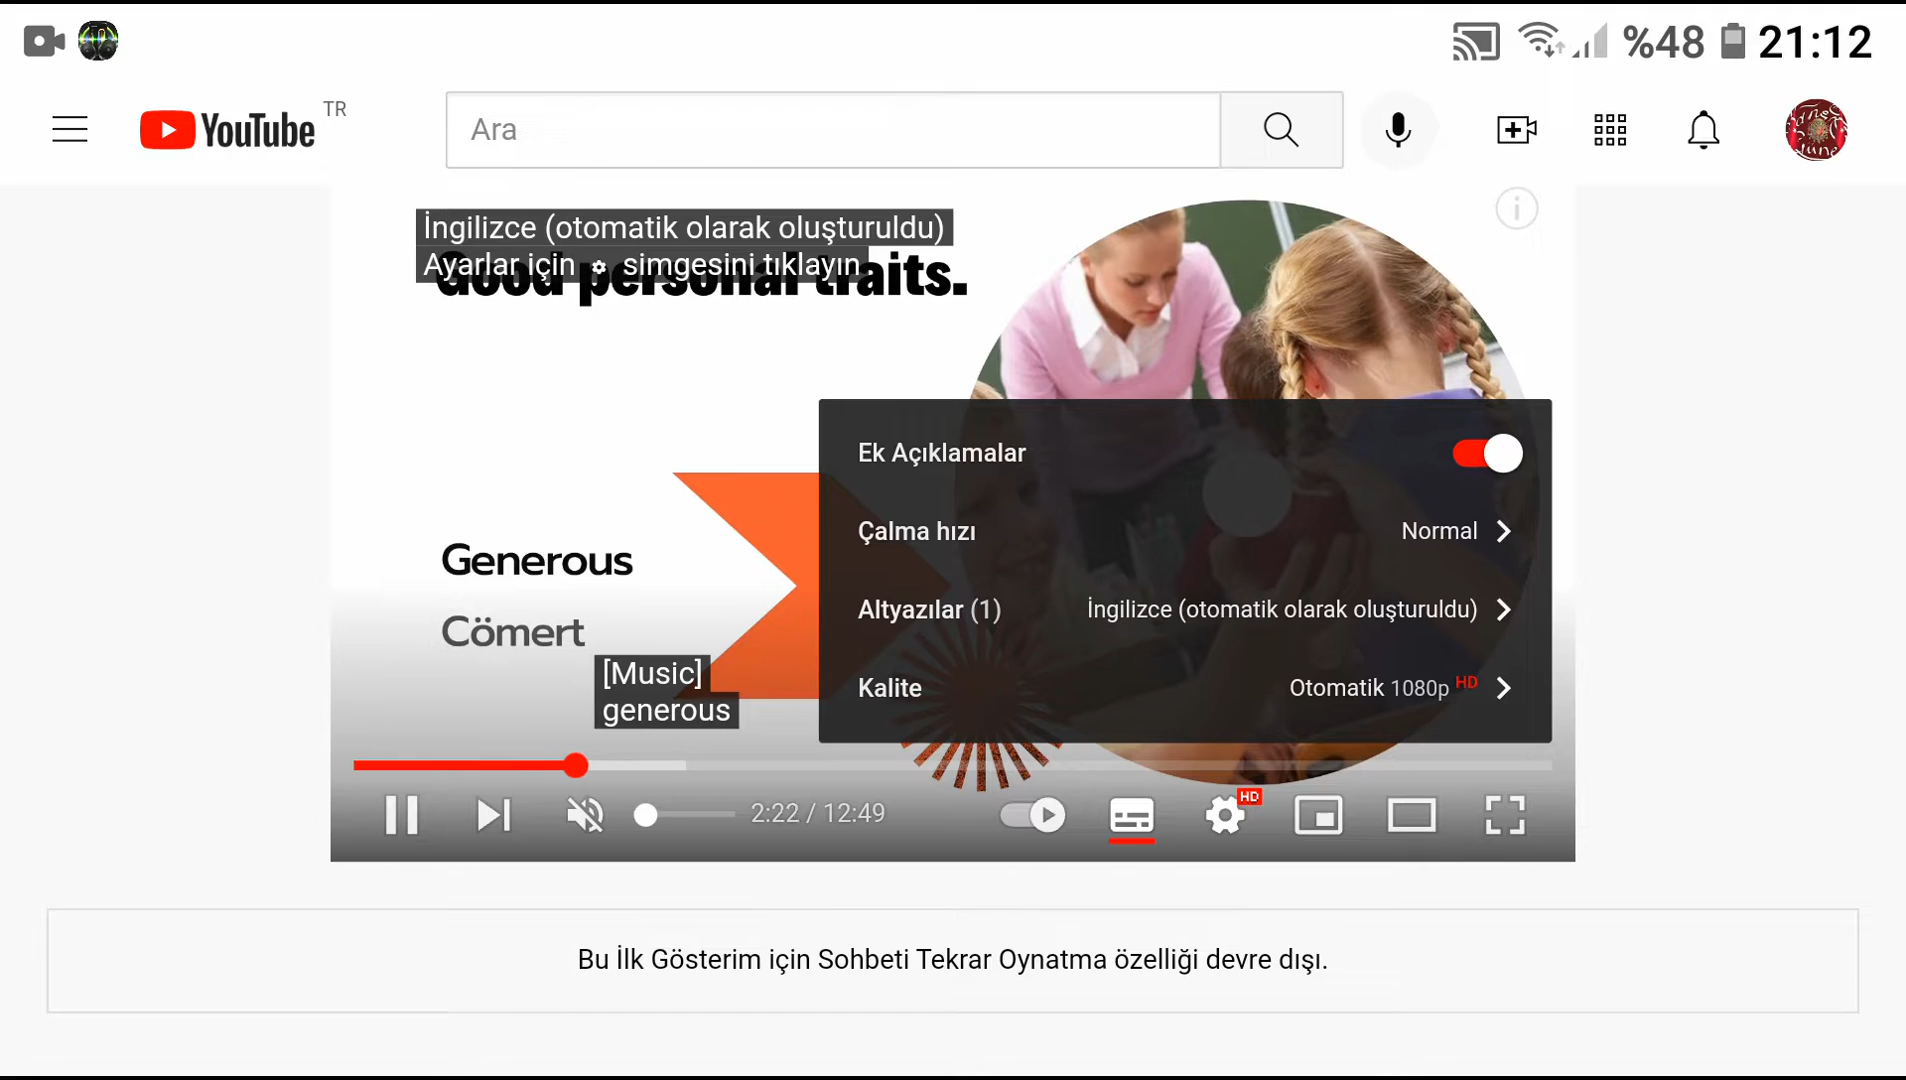 %48 21:12
YouTube TR
Ara
İngilizce (otomatik olarak oluşturuldu)
Ayarlar için simgesini tıklayın
Good personal traits.
Ek Açıklamalar
Çalma hızı Normal
Generous
Altyazılar (1) İngilizce (otomatik olarak oluşturuldu)
Cömert
[Music]
Kalite Otomatik 1080p HD
generous
2:22 / 12:49
HD
Bu İlk Gösterim için Sohbeti Tekrar Oynatma özelliği devre dışı.